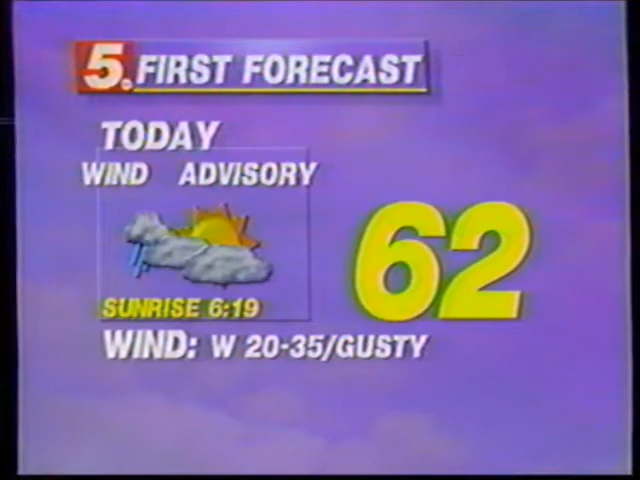 5 FIRST FORECAST
TODAY
WIND ADVISORY
62
SUNRISE 6:19
WIND: W 20-35/GUSTY